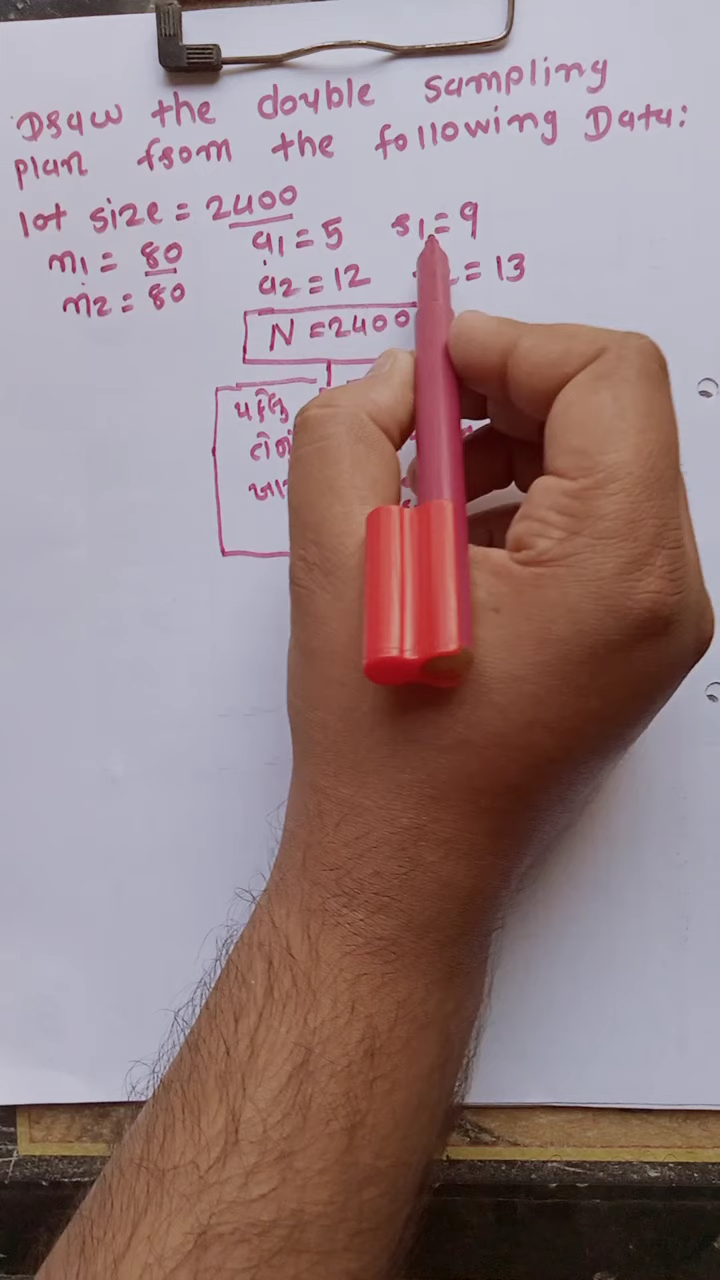 Draw the double sampling
plan from the following Data:
lot size = 2400
n1 = 80 a1 = 5 r1 = 9
n2 = 80 a2 = 12 = 13
N = 2400